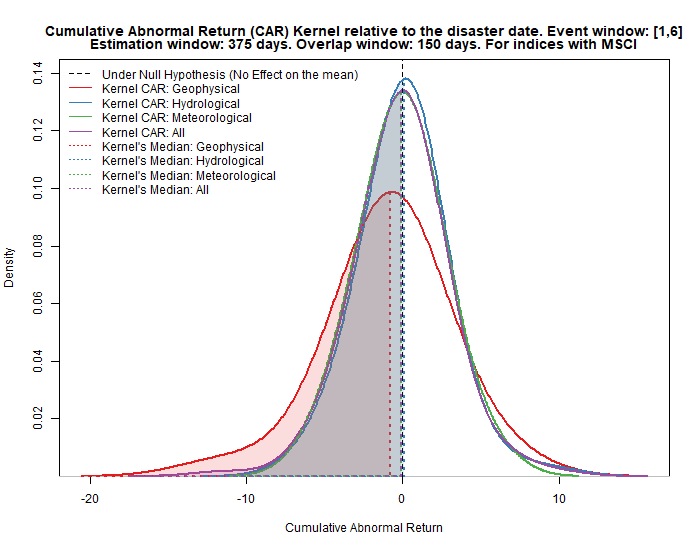 Cumulative Abnormal Return (CAR) Kernel relative to the disaster date. Event window: [1,6]
Estimation window: 375 days. Overlap window: 150 days. For indices with MSCI
Under Null Hypothesis (No Effect on the mean)
Kernel CAR: Geophysical
Kernel CAR: Hydrological
Kernel CAR: Meteorological
Kernel CAR: All
Kernel's Median: Geophysical
Kernel's Median: Hydrological
Kernel's Median: Meteorological
Kernel's Median: All
Density
0.14
0.12
0.10
0.08
0.06
0.04
0.02
-20 -10 0 10
Cumulative Abnormal Return